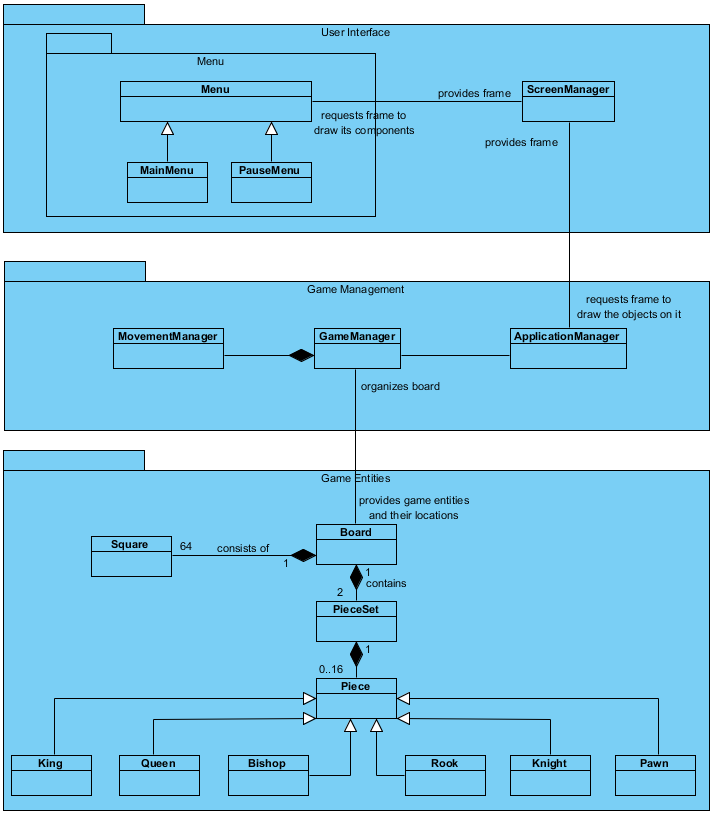 User Interface
Menu
Menu
provides frame
ScreenManager
requests frame to
draw its components
provides frame
MainMenu
PauseMenu
Game Management
requests frame to
draw the objects on it
MovementManager
GameManager
ApplicationManager
organizes board
Game Entities
provides game entities
and their locations
Board
Square
64
consists of
1
1
contains
2
PieceSet
1
0..16
Piece
King
Queen
Bishop
Rook
Knight
Pawn